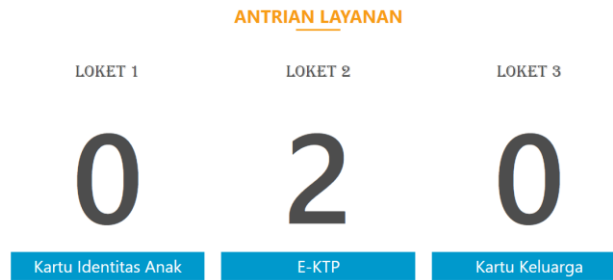 ANTRIAN LAYANAN
LOKET 1 LOKET 2 LOKET 3
0 2 0
Kartu Identitas Anak E-KTP Kartu Keluarga